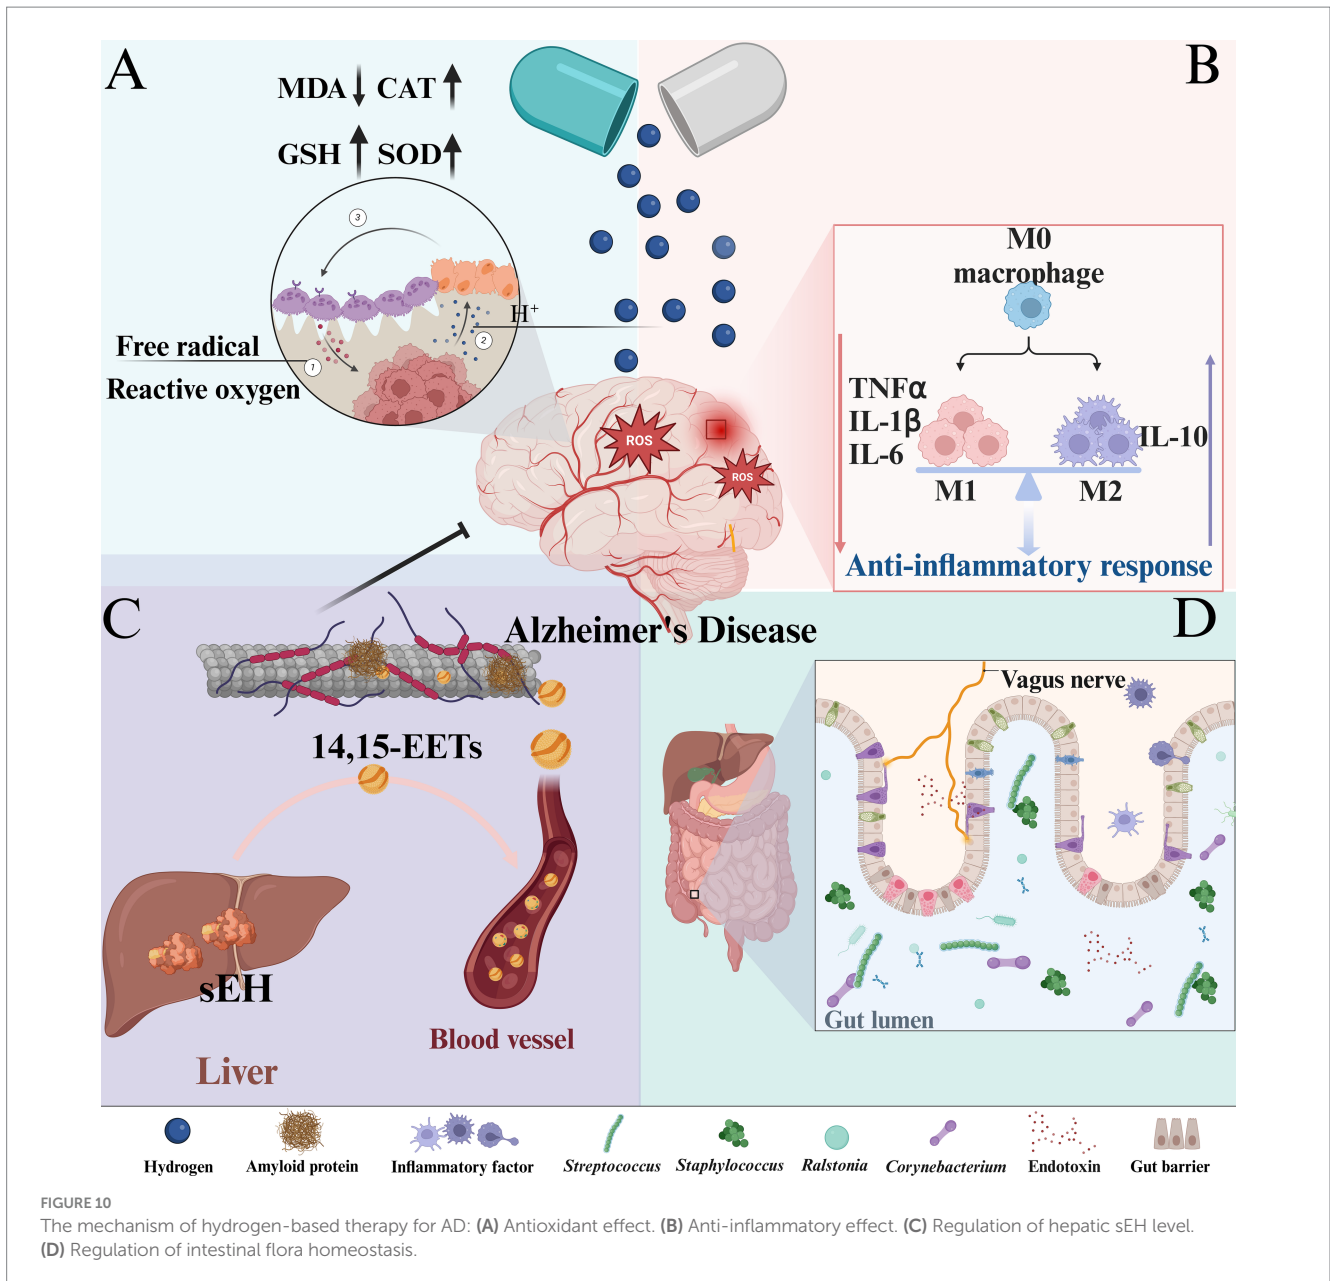 A
MDA CAT
GSH SOD
3
H+
2
Free radical
1
Reactive oxygen
ROS
ROS
B
M0
macrophage
TNFα
IL-1β
IL-6
IL-10
M1 M2
Anti-inflammatory response
Alzheimer's Disease
C
14,15-EETs
sEH
Liver
Blood vessel
D
Vagus nerve
Gut lumen
Hydrogen Amyloid protein Inflammatory factor Streptococcus Staphylococcus Ralstonia Corynebacterium Endotoxin Gut barrier
FIGURE 10
The mechanism of hydrogen-based therapy for AD: (A) Antioxidant effect. (B) Anti-inflammatory effect. (C) Regulation of hepatic sEH level.
(D) Regulation of intestinal flora homeostasis.